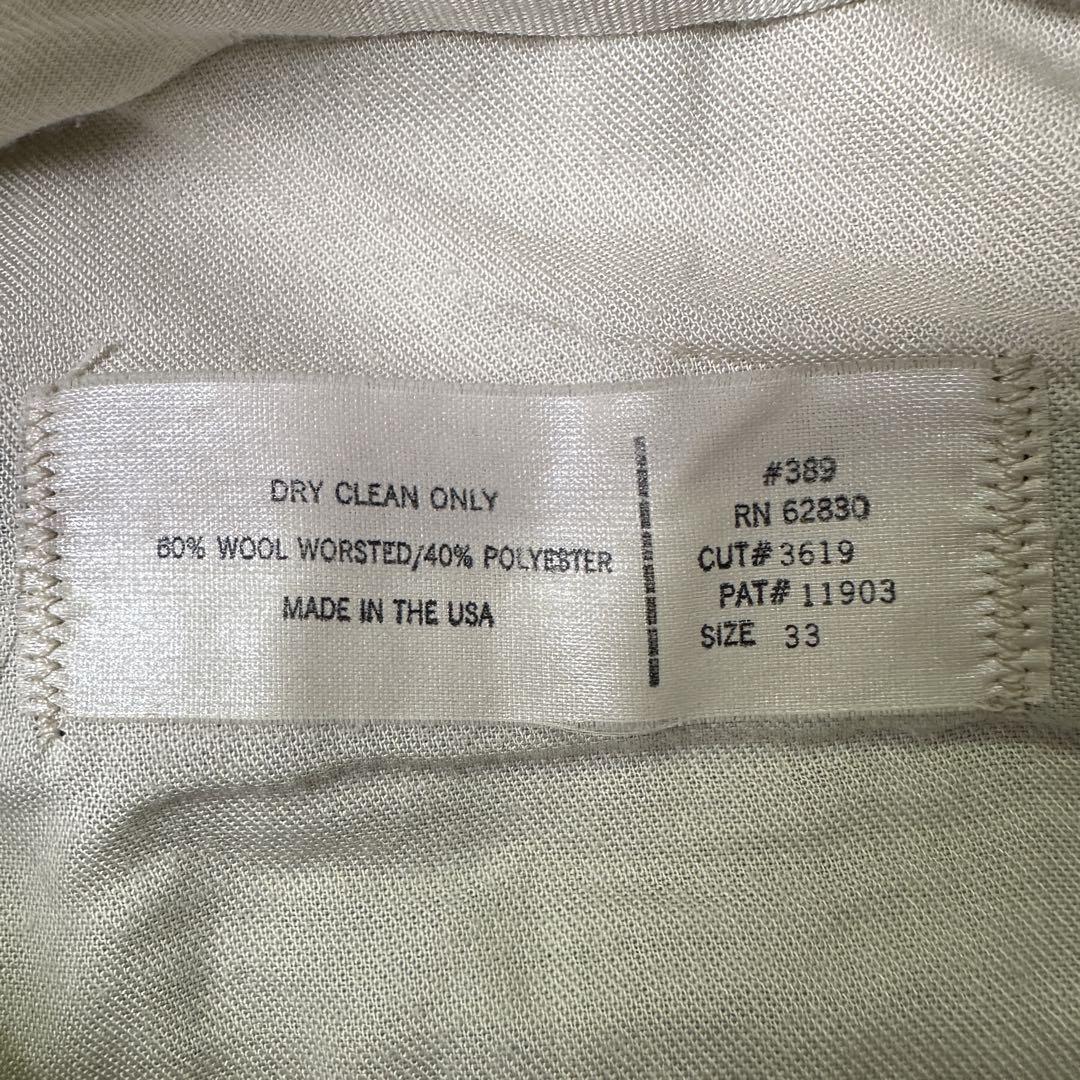 DRY CLEAN ONLY
60% WOOL WORSTED/40% POLYESTER
MADE IN THE USA
#389
RN 62830
CUT# 3619
PAT# 11903
SIZE 33